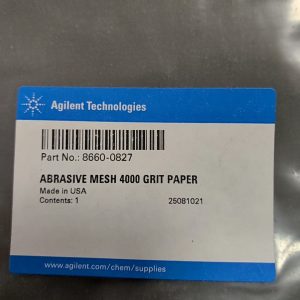 Agilent Technologies
Part No.: 8660-0827
ABRASIVE MESH 4000 GRIT PAPER
Made in USA
Contents: 1 25081021
www.agilent.com/chem/supplies